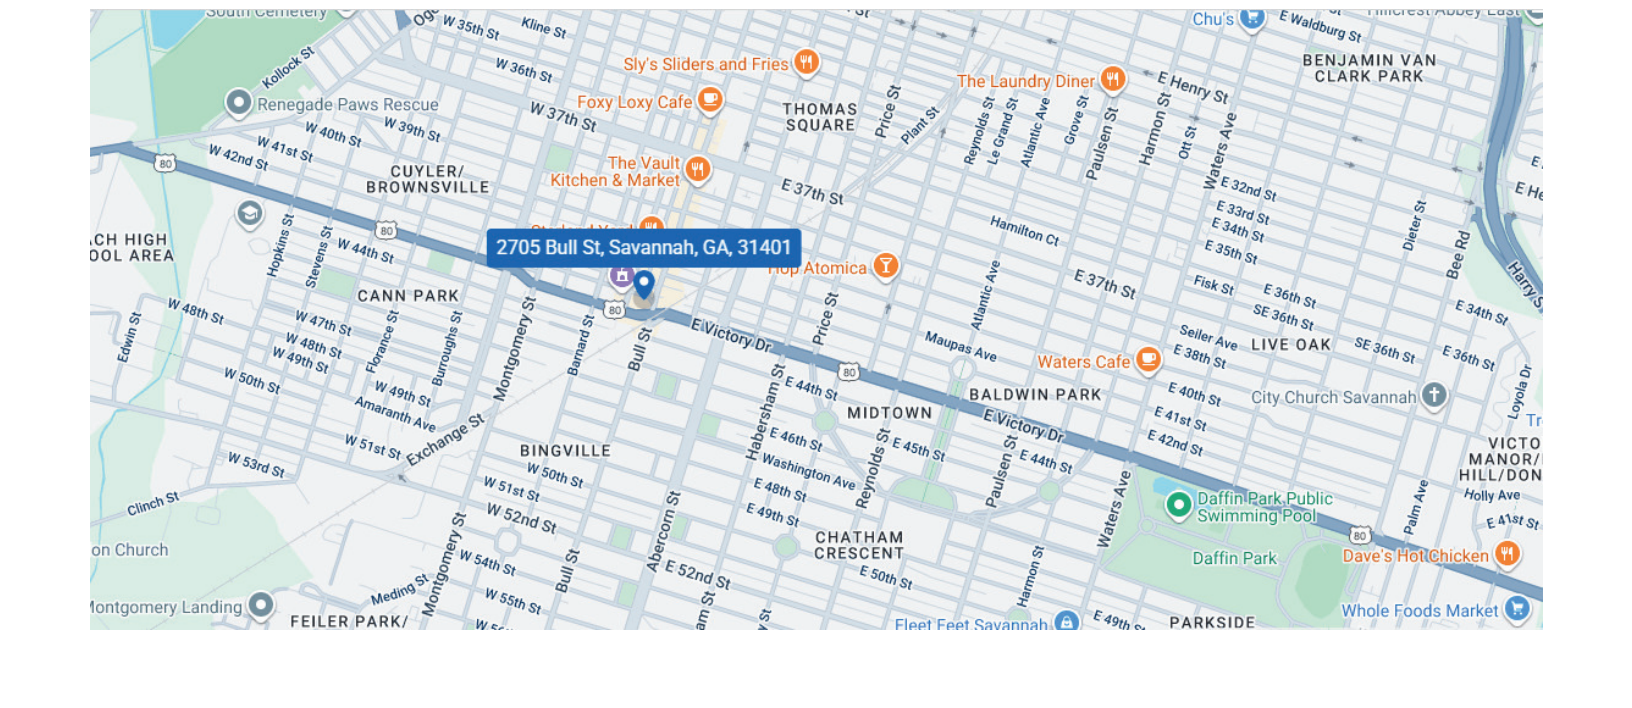 South Cemetery
W 35th St
Kline St
Chu's
E Waldburg St
Hillcrest Abbey East
Kollock St
W 36th St
Sly's Sliders and Fries
The Laundry Diner
E Henry St
BENJAMIN VAN
CLARK PARK
Renegade Paws Rescue
Foxy Loxy Cafe
W 37th St
THOMAS
SQUARE
Price St
Plant St
Reynolds St
Le Grand St
Atlantic Ave
Grove St
Paulsen St
Harmon St
Ott St
Waters Ave
W 39th St
W 40th St
W 41st St
W 42nd St
80
CUYLER/
BROWNSVILLE
The Vault
Kitchen & Market
E 37th St
E 32nd St
E 33rd St
E 34th St
E 35th St
Dieter St
Bee Rd
Hopkins St
Stevens St
80
W 44th St
2705 Bull St, Savannah, GA, 31401
Hamilton Ct
ACH HIGH
OOL AREA
Hop Atomica
Atlantic Ave
E 37th St
Fisk St
E 36th St
SE 36th St
E 34th St
Harry S
CANN PARK
W 48th St
Edwin St
W 47th St
W 48th St
W 49th St
Florance St
Burroughs St
Montgomery St
Barnard St
80
Bull St
E Victory Dr
Price St
Maupas Ave
Waters Cafe
Seiler Ave
E 38th St
LIVE OAK
SE 36th St
E 36th St
Loyola Dr
80
W 50th St
W 49th St
Amaranth Ave
Exchange St
W 51st St
W 53rd St
Habersham St
E 44th St
MIDTOWN
BALDWIN PARK
E Victory Dr
E 40th St
E 41st St
E 42nd St
City Church Savannah
BINGVILLE
W 50th St
W 51st St
W 52nd St
E 46th St
E 45th St
Washington Ave
Reynolds St
Paulsen St
E 44th St
E 48th St
E 49th St
Waters Ave
VICTO
MANOR/
HILL/DON
Holly Ave
E 41st St
Palm Ave
Clinch St
Abercorn St
CHATHAM
CRESCENT
Daffin Park Public
Swimming Pool
Daffin Park
80
Dave's Hot Chicken
on Church
Montgomery St
W 54th St
Bull St
E 52nd St
E 50th St
Harmon St
Meding St
W 55th St
Montgomery Landing
FEILER PARK/
am St
y St
Fleet Feet Savannah
E 49th St
PARKSIDE
Whole Foods Market